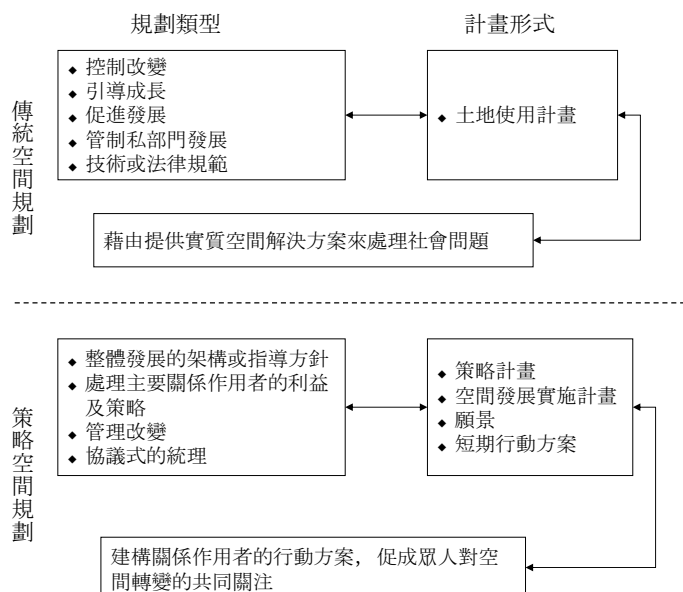 規劃類型
計畫形式
傳統空間規劃
◆ 控制改變
◆ 引導成長
◆ 促進發展
◆ 管制私部門發展
◆ 技術或法律規範
◆ 土地使用計畫
藉由提供實質空間解決方案來處理社會問題
策略空間規劃
◆ 整體發展的架構或指導方針
◆ 處理主要關係作用者的利益
及策略
◆ 管理改變
◆ 協議式的統理
◆ 策略計畫
◆ 空間發展實施計畫
◆ 願景
◆ 短期行動方案
建構關係作用者的行動方案，促成眾人對空
間轉變的共同關注